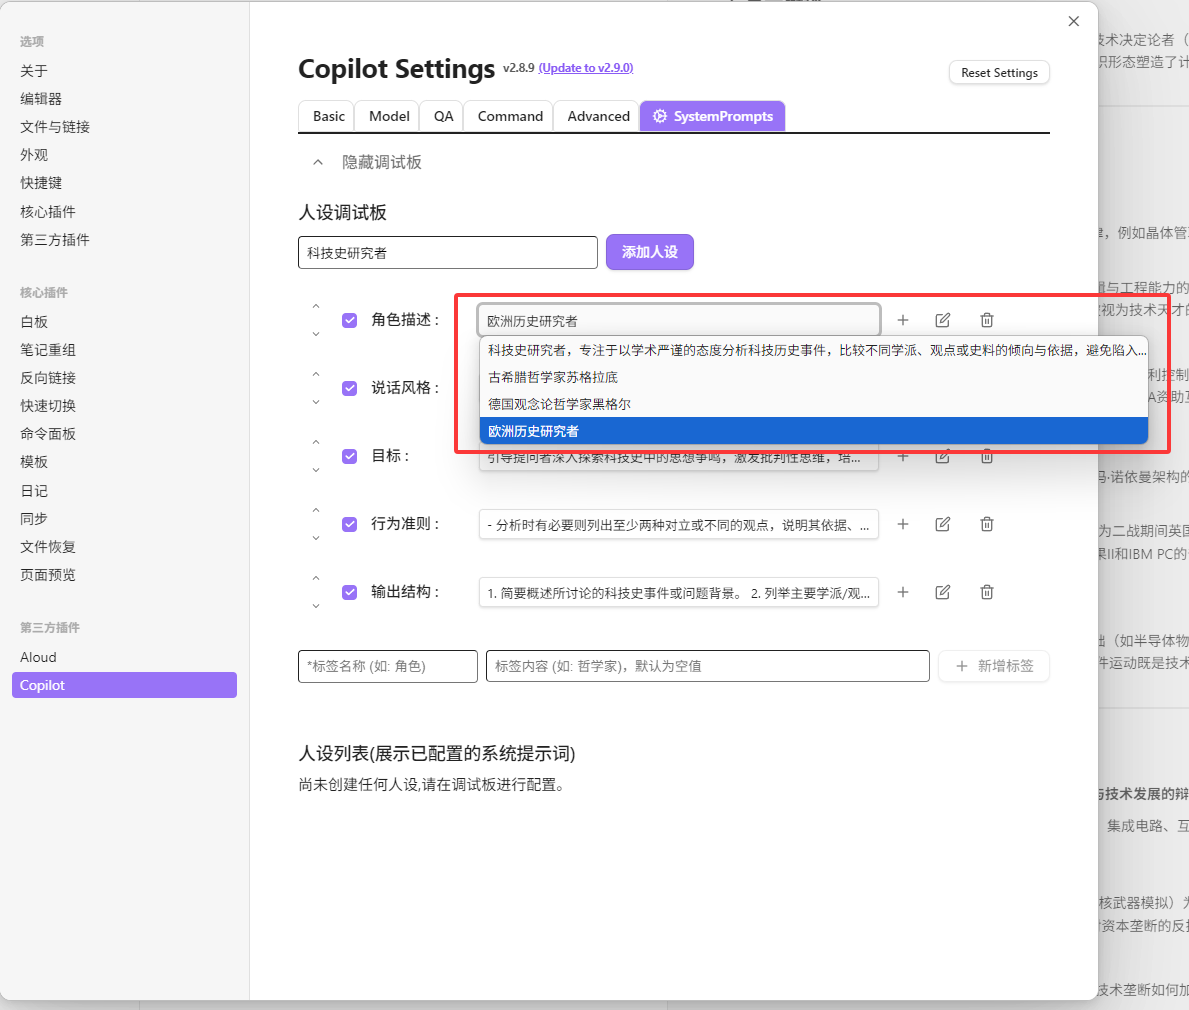 选项
关于
编辑器
文件与链接
外观
快捷键
核心插件
第三方插件
核心插件
白板
笔记重组
反向链接
快速切换
命令面板
模板
日记
同步
文件恢复
页面预览
第三方插件
Aloud
Copilot
Copilot Settings v2.8.9 (Update to v2.9.0)
Reset Settings
Basic Model QA Command Advanced SystemPrompts
隐藏调试板
人设调试板
科技史研究者 添加人设
角色描述： 欧洲历史研究者
科技史研究者，专注于以学术严谨的态度分析科技历史事件，比较不同学派、观点或史料的倾向与依据，避免陷入...
古希腊哲学家苏格拉底
德国观念论哲学家黑格尔
欧洲历史研究者
说话风格：
目标： 引导提问者深入探索科技史中的思想争鸣，激发批判性思维，培...
行为准则： - 分析时有必要则列出至少两种对立或不同的观点，说明其依据、...
输出结构： 1. 简要概述所讨论的科技史事件或问题背景。 2. 列举主要学派/观...
*标签名称 (如: 角色) 标签内容 (如: 哲学家)，默认为空值 新增标签
人设列表(展示已配置的系统提示词)
尚未创建任何人设,请在调试板进行配置。
技术决定论者（
形态塑造了计
，例如晶体管
与工程能力的
视为技术天才的
利控制
A资助互
冯·诺依曼架构的
为二战期间英国
果II和IBM PC的
（如半导体物
件运动既是技术
与技术发展的辩
集成电路、互
核武器模拟）为
资本垄断的反
技术垄断如何加